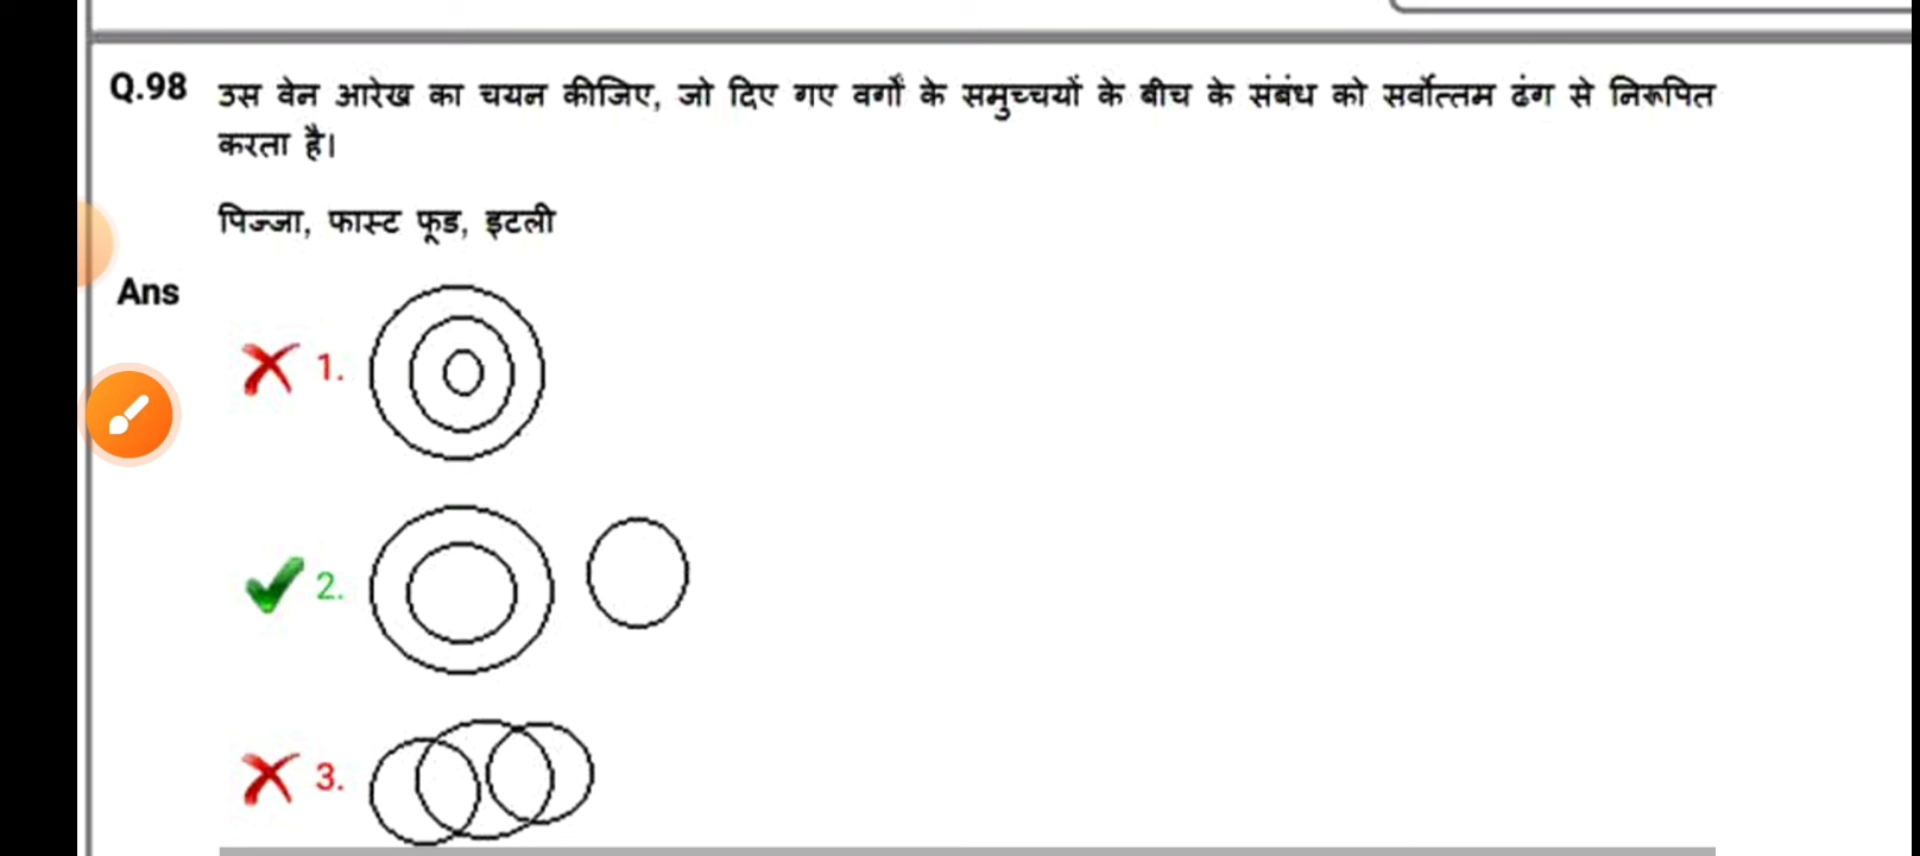 Q.98 उस वेन आरेख का चयन कीजिए, जो दिए गए वर्गों के समुच्चयों के बीच के संबंध को सर्वोत्तम ढंग से निरूपित
करता है।
पिज्जा, फास्ट फूड, इटली
Ans
1.
2.
3.